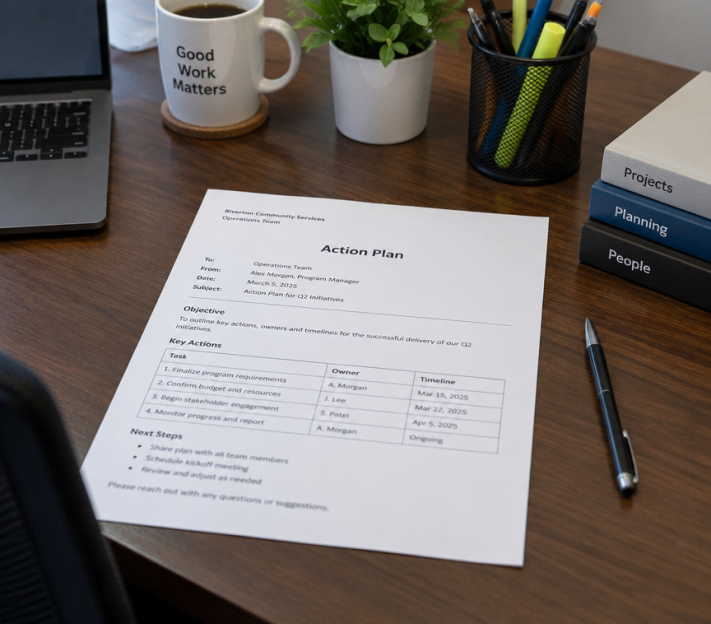 Good
Work
Matters
Projects
Planning
People
Riverton Community Services
Operations Team
Action Plan
To: Operations Team
From: Alex Morgan, Program Manager
Date: March 5, 2025
Subject: Action Plan for Q2 Initiatives
Objective
To outline key actions, owners and timelines for the successful delivery of our Q2
initiatives.
Key Actions
Task Owner Timeline
1. Finalize program requirements A. Morgan Mar 15, 2025
2. Confirm budget and resources J. Lee Mar 22, 2025
3. Begin stakeholder engagement S. Patel Apr 5, 2025
4. Monitor progress and report A. Morgan Ongoing
Next Steps
• Share plan with all team members
• Schedule kickoff meeting
• Review and adjust as needed
Please reach out with any questions or suggestions.